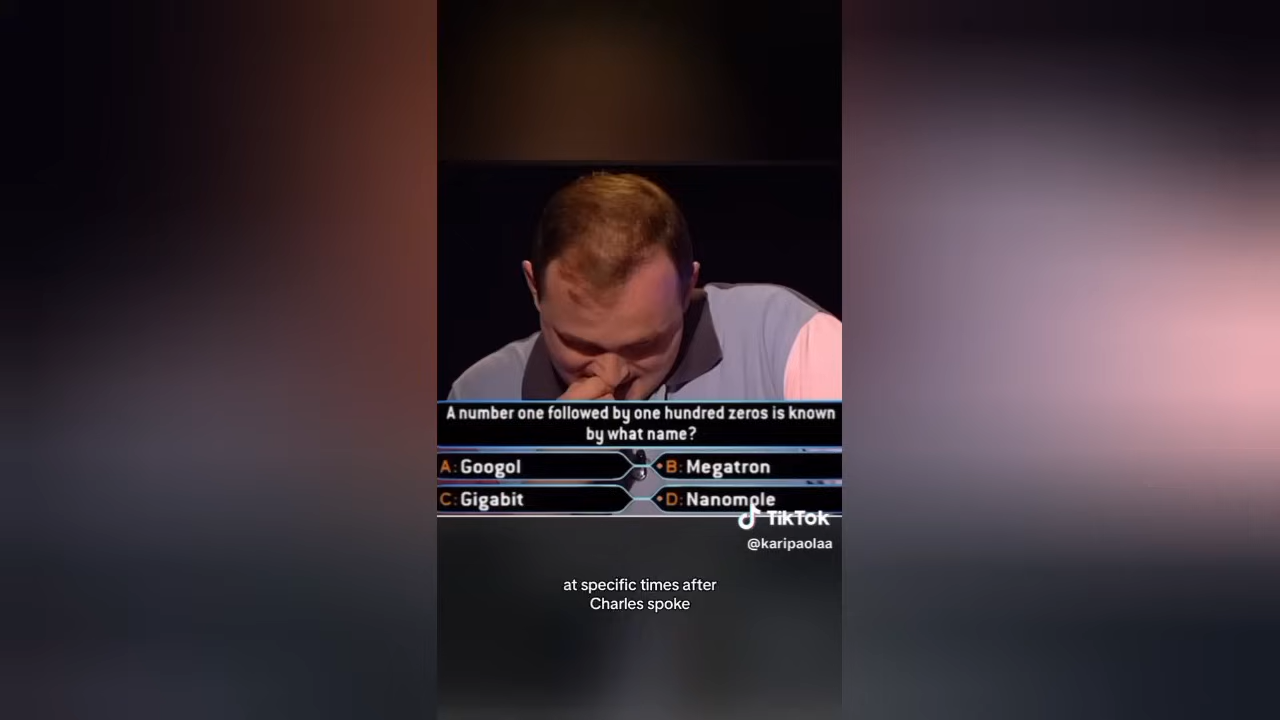 A number one followed by one hundred zeros is known
by what name?
A: Googol
B: Megatron
C: Gigabit
D: Nanomole
TikTok
@karipaolaa
at specific times after
Charles spoke